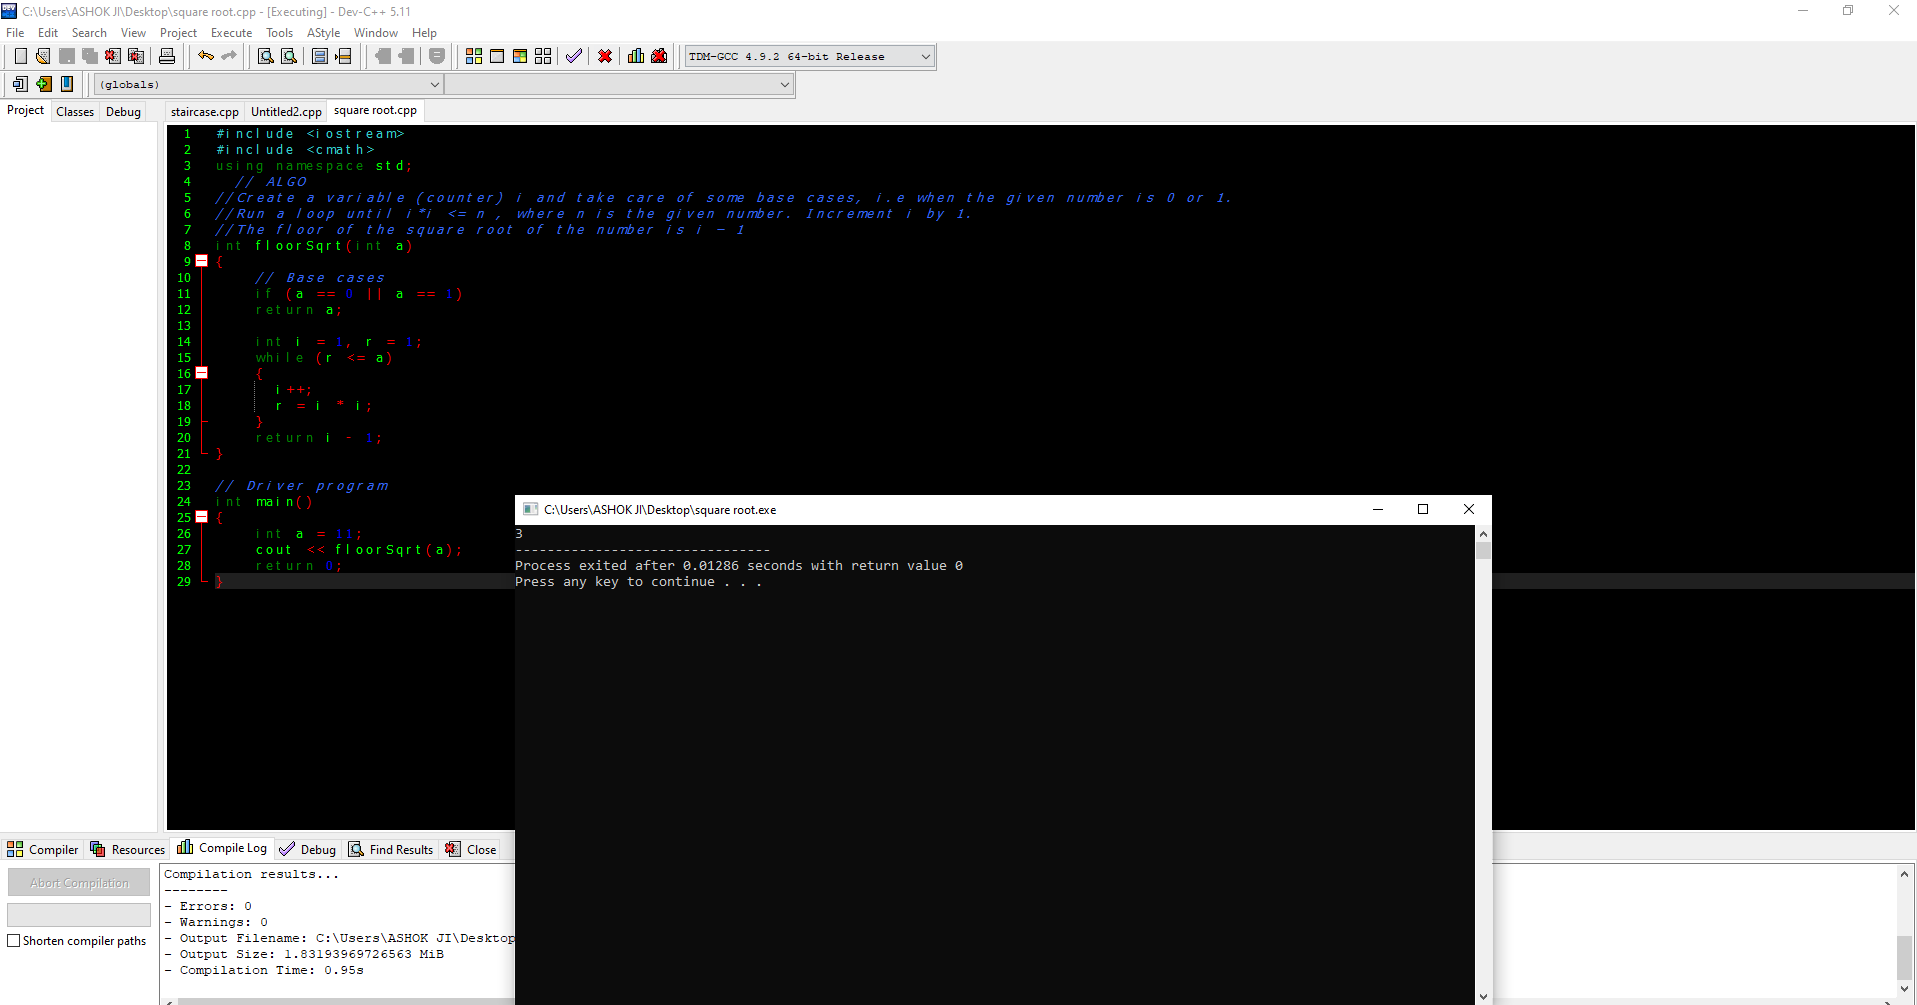 C:\Users\ASHOK JI\Desktop\square root.cpp - [Executing] - Dev-C++ 5.11
File Edit Search View Project Execute Tools AStyle Window Help
TDM-GCC 4.9.2 64-bit Release
(globals)
Project Classes Debug
staircase.cpp Untitled2.cpp square root.cpp
1 #include <iostream>
2 #include <cmath>
3 using namespace std;
4 // ALGO
5 //Create a variable (counter) i and take care of some base cases, i.e when the given number is 0 or 1.
6 //Run a loop until i*i <= n , where n is the given number. Increment i by 1.
7 //The floor of the square root of the number is i - 1
8 int floorSqrt(int a)
9 {
10 // Base cases
11 if (a == 0 || a == 1)
12 return a;
13
14 int i = 1, r = 1;
15 while (r <= a)
16 {
17 i++;
18 r = i * i;
19 }
20 return i - 1;
21 }
22
23 // Driver program
24 int main()
25 {
26 int a = 11;
27 cout << floorSqrt(a);
28 return 0;
29 }
C:\Users\ASHOK JI\Desktop\square root.exe
3
--------------------------------
Process exited after 0.01286 seconds with return value 0
Press any key to continue . . .
Compiler Resources Compile Log Debug Find Results Close
Abort Compilation
Shorten compiler paths
Compilation results...
--------
- Errors: 0
- Warnings: 0
- Output Filename: C:\Users\ASHOK JI\Desktop
- Output Size: 1.83193969726563 MiB
- Compilation Time: 0.95s